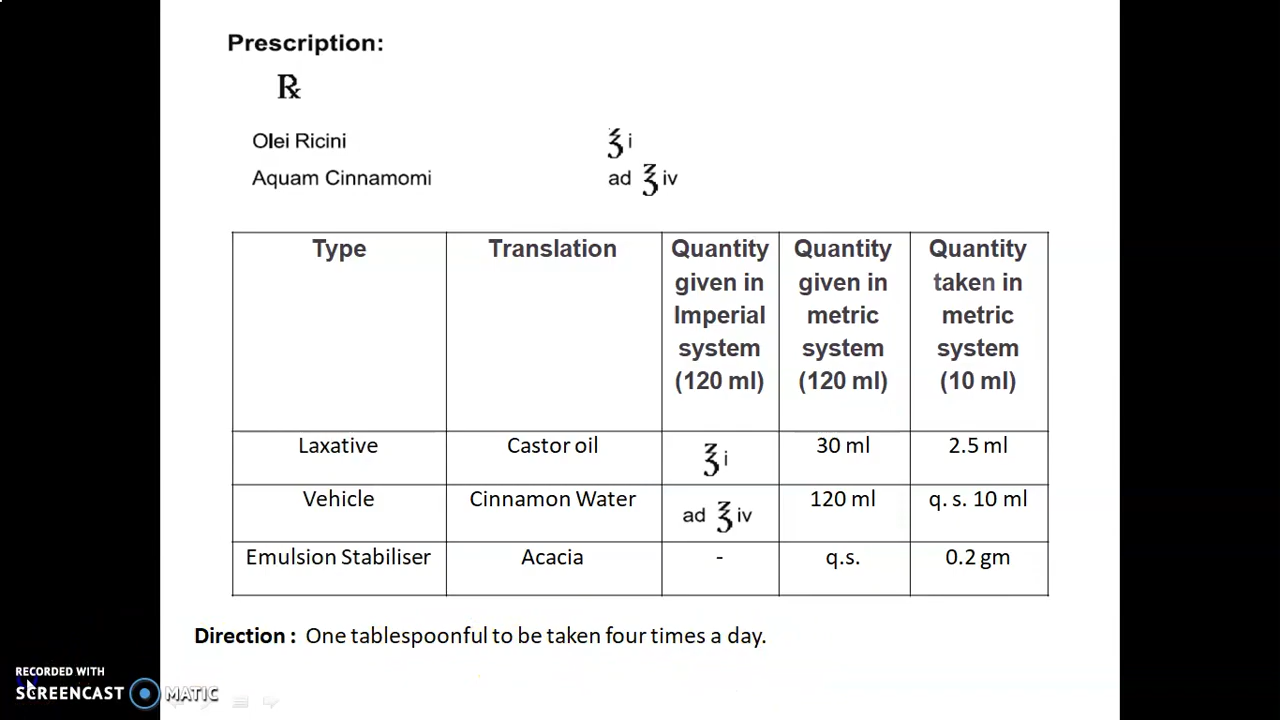 Prescription:
℞
Olei Ricini ℥ i
Aquam Cinnamomi ad ℥ iv
Type Translation Quantity given in Imperial system (120 ml) Quantity given in metric system (120 ml) Quantity taken in metric system (10 ml)
Laxative Castor oil ℥ i 30 ml 2.5 ml
Vehicle Cinnamon Water ad ℥ iv 120 ml q. s. 10 ml
Emulsion Stabiliser Acacia - q.s. 0.2 gm
Direction : One tablespoonful to be taken four times a day.
RECORDED WITH
SCREENCAST MATIC